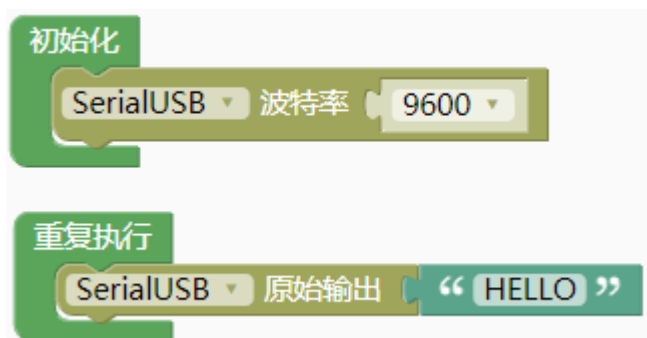 初始化
SerialUSB 波特率 9600
重复执行
SerialUSB 原始输出 “ HELLO ”